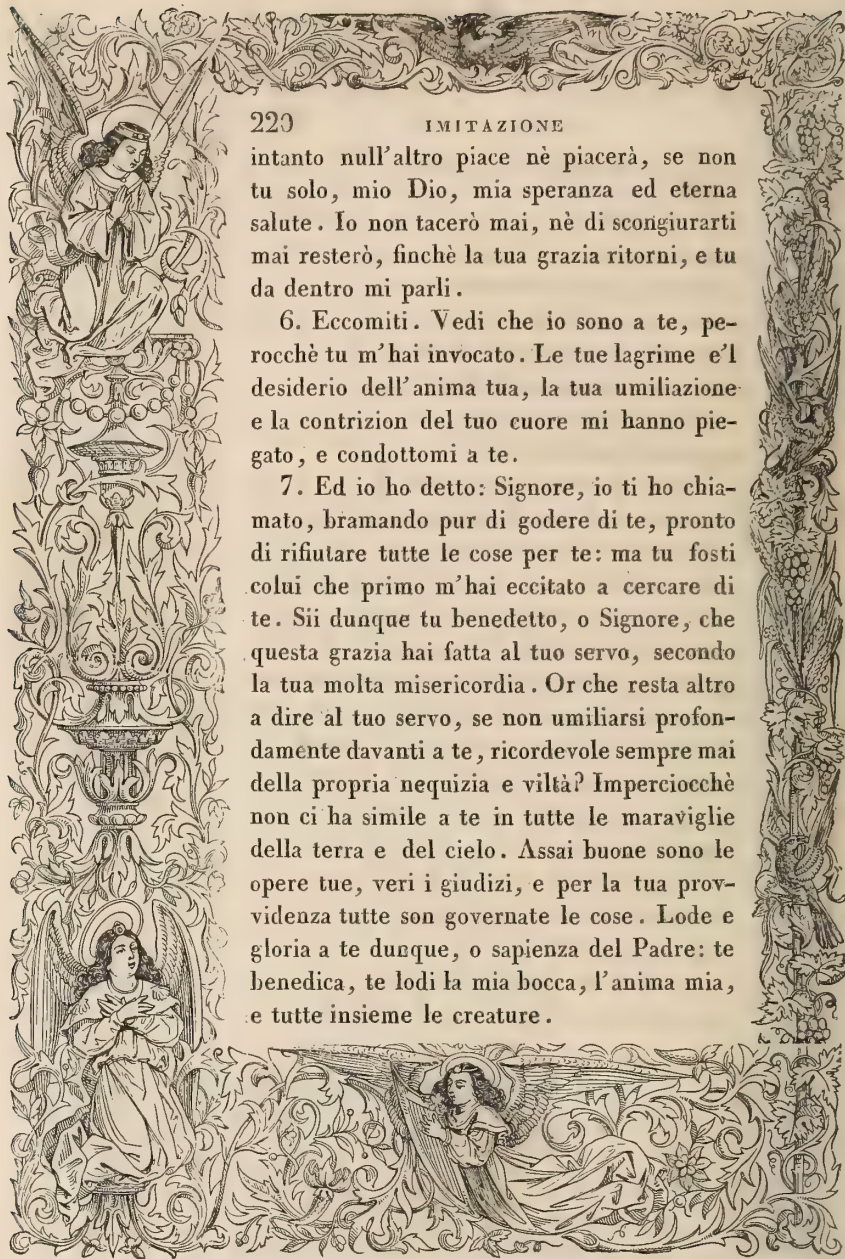 220 IMITAZIONE
intanto null'altro piace nè piacerà, se non
tu solo, mio Dio, mia speranza ed eterna
salute. Io non tacerò mai, nè di scongiurarti
mai resterò, finchè la tua grazia ritorni, e tu
da dentro mi parli.
6. Eccomiti. Vedi che io sono a te, pe-
rocchè tu m'hai invocato. Le tue lagrime e'l
desiderio dell'anima tua, la tua umiliazione
e la contrizion del tuo cuore mi hanno pie-
gato, e condottomi a te.
7. Ed io ho detto: Signore, io ti ho chia-
mato, bramando pur di godere di te, pronto
di rifiutare tutte le cose per te: ma tu fosti
colui che primo m'hai eccitato a cercare di
te. Sii dunque tu benedetto, o Signore, che
questa grazia hai fatta al tuo servo, secondo
la tua molta misericordia. Or che resta altro
a dire al tuo servo, se non umiliarsi profon-
damente davanti a te, ricordevole sempre mai
della propria nequizia e viltà? Imperciocchè
non ci ha simile a te in tutte le maraviglie
della terra e del cielo. Assai buone sono le
opere tue, veri i giudizi, e per la tua prov-
videnza tutte son governate le cose. Lode e
gloria a te dunque, o sapienza del Padre: te
benedica, te lodi la mia bocca, l'anima mia,
e tutte insieme le creature.